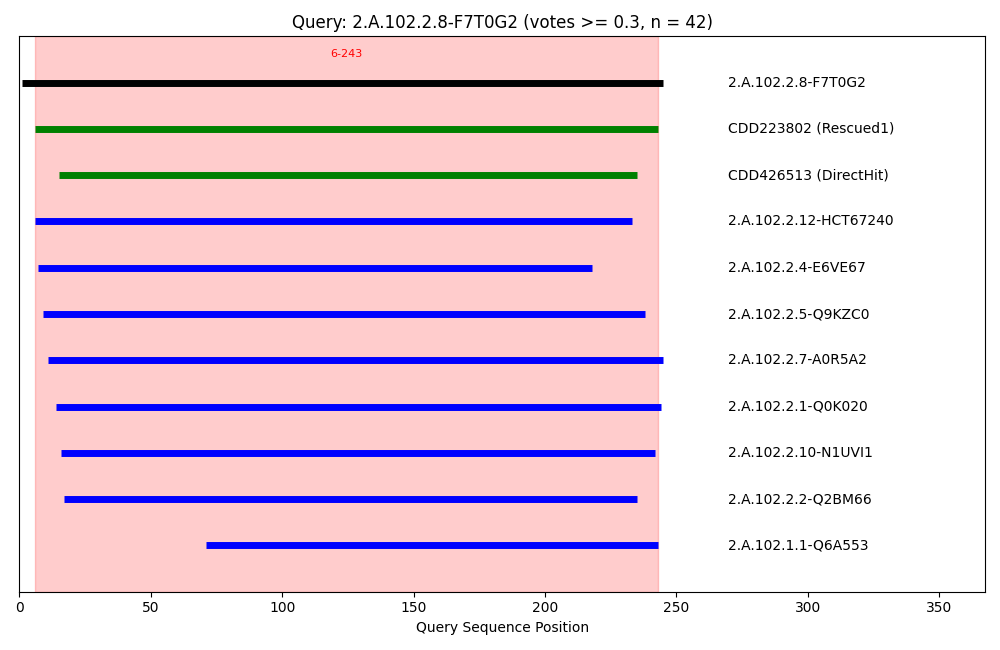 Query: 2.A.102.2.8-F7T0G2 (votes >= 0.3, n = 42)
6-243
2.A.102.2.8-F7T0G2
CDD223802 (Rescued1)
CDD426513 (DirectHit)
2.A.102.2.12-HCT67240
2.A.102.2.4-E6VE67
2.A.102.2.5-Q9KZC0
2.A.102.2.7-A0R5A2
2.A.102.2.1-Q0K020
2.A.102.2.10-N1UVI1
2.A.102.2.2-Q2BM66
2.A.102.1.1-Q6A553
0 50 100 150 200 250 300 350
Query Sequence Position